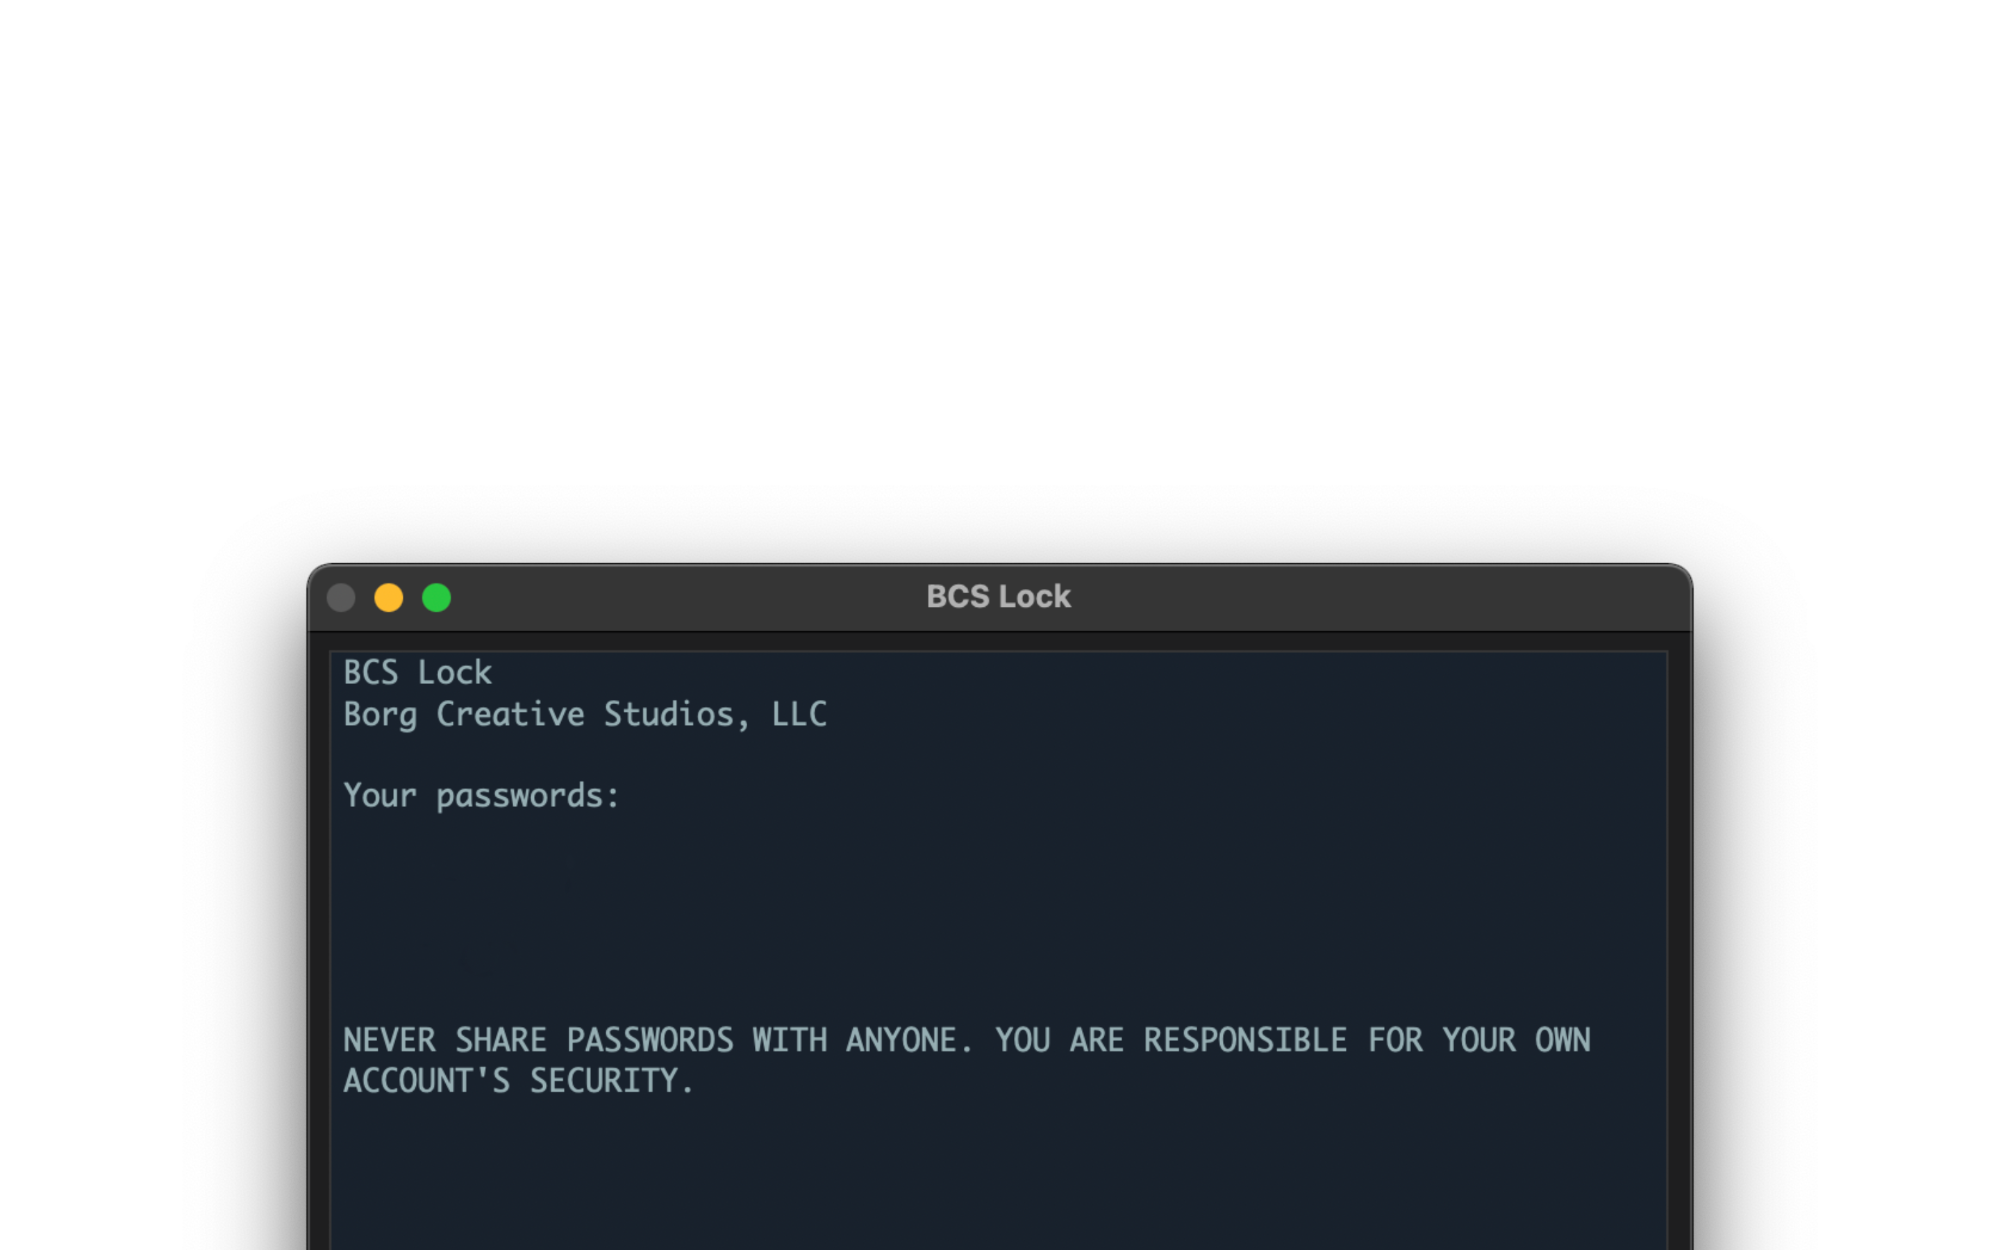 BCS Lock
BCS Lock
Borg Creative Studios, LLC
Your passwords:
NEVER SHARE PASSWORDS WITH ANYONE. YOU ARE RESPONSIBLE FOR YOUR OWN
ACCOUNT'S SECURITY.